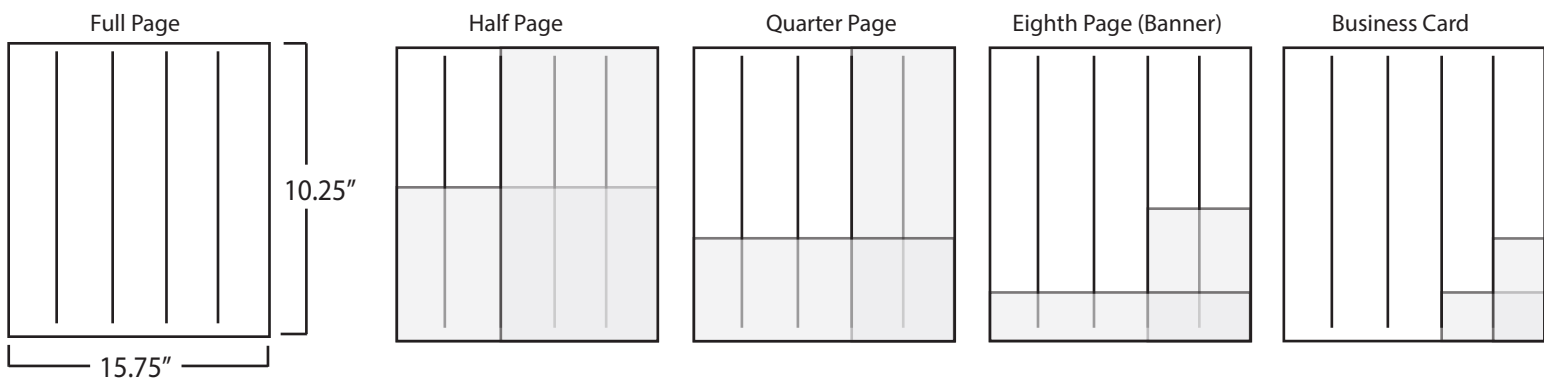 Full Page
Half Page
Quarter Page
Eighth Page (Banner)
Business Card
10.25”
15.75”